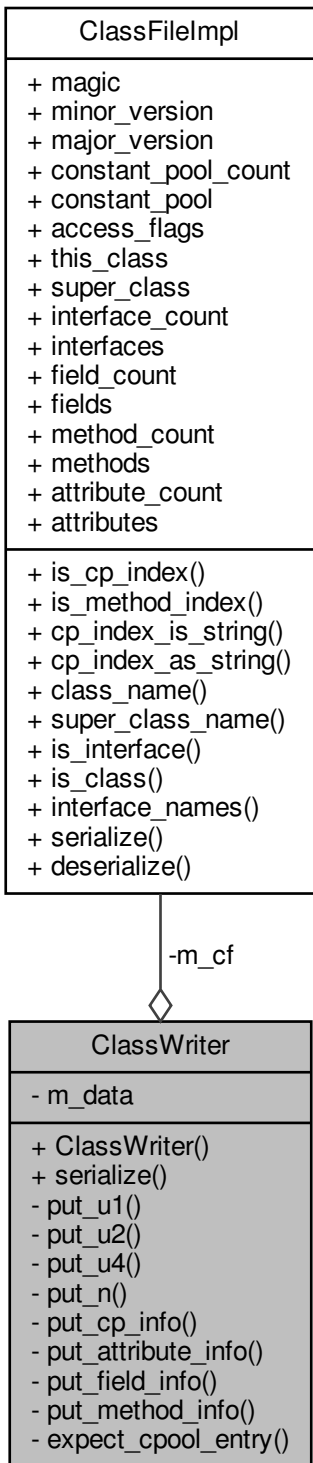 ClassFileImpl
+ magic
+ minor_version
+ major_version
+ constant_pool_count
+ constant_pool
+ access_flags
+ this_class
+ super_class
+ interface_count
+ interfaces
+ field_count
+ fields
+ method_count
+ methods
+ attribute_count
+ attributes
+ is_cp_index()
+ is_method_index()
+ cp_index_is_string()
+ cp_index_as_string()
+ class_name()
+ super_class_name()
+ is_interface()
+ is_class()
+ interface_names()
+ serialize()
+ deserialize()
-m_cf
ClassWriter
- m_data
+ ClassWriter()
+ serialize()
- put_u1()
- put_u2()
- put_u4()
- put_n()
- put_cp_info()
- put_attribute_info()
- put_field_info()
- put_method_info()
- expect_cpool_entry()